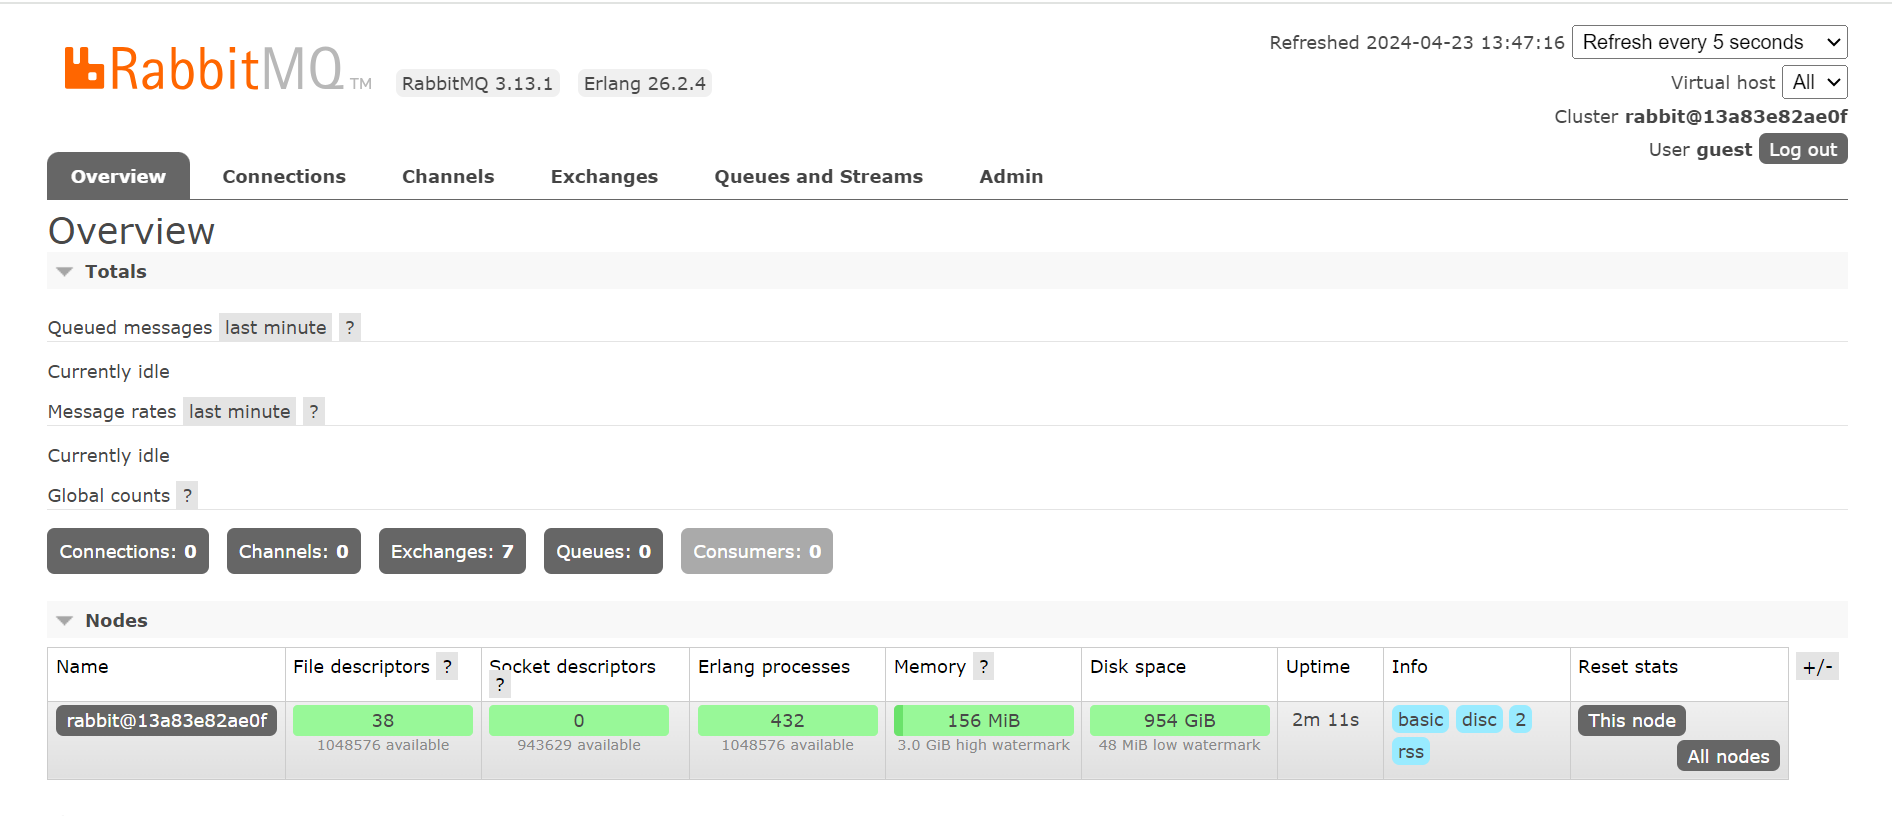 RabbitMQ TM RabbitMQ 3.13.1 Erlang 26.2.4
Refreshed 2024-04-23 13:47:16 Refresh every 5 seconds
Virtual host All
Cluster rabbit@13a83e82ae0f
User guest Log out
Overview Connections Channels Exchanges Queues and Streams Admin
Overview
Totals
Queued messages last minute ?
Currently idle
Message rates last minute ?
Currently idle
Global counts ?
Connections: 0 Channels: 0 Exchanges: 7 Queues: 0 Consumers: 0
Nodes
Name File descriptors ? Socket descriptors ? Erlang processes Memory ? Disk space Uptime Info Reset stats +/-
rabbit@13a83e82ae0f 38 0 432 156 MiB 954 GiB 2m 11s basic disc 2 This node
1048576 available 943629 available 1048576 available 3.0 GiB high watermark 48 MiB low watermark rss All nodes